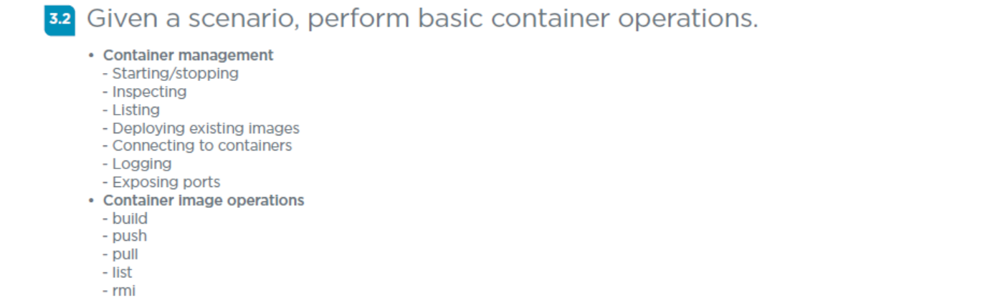 3.2 Given a scenario, perform basic container operations.
• Container management
- Starting/stopping
- Inspecting
- Listing
- Deploying existing images
- Connecting to containers
- Logging
- Exposing ports
• Container image operations
- build
- push
- pull
- list
- rmi